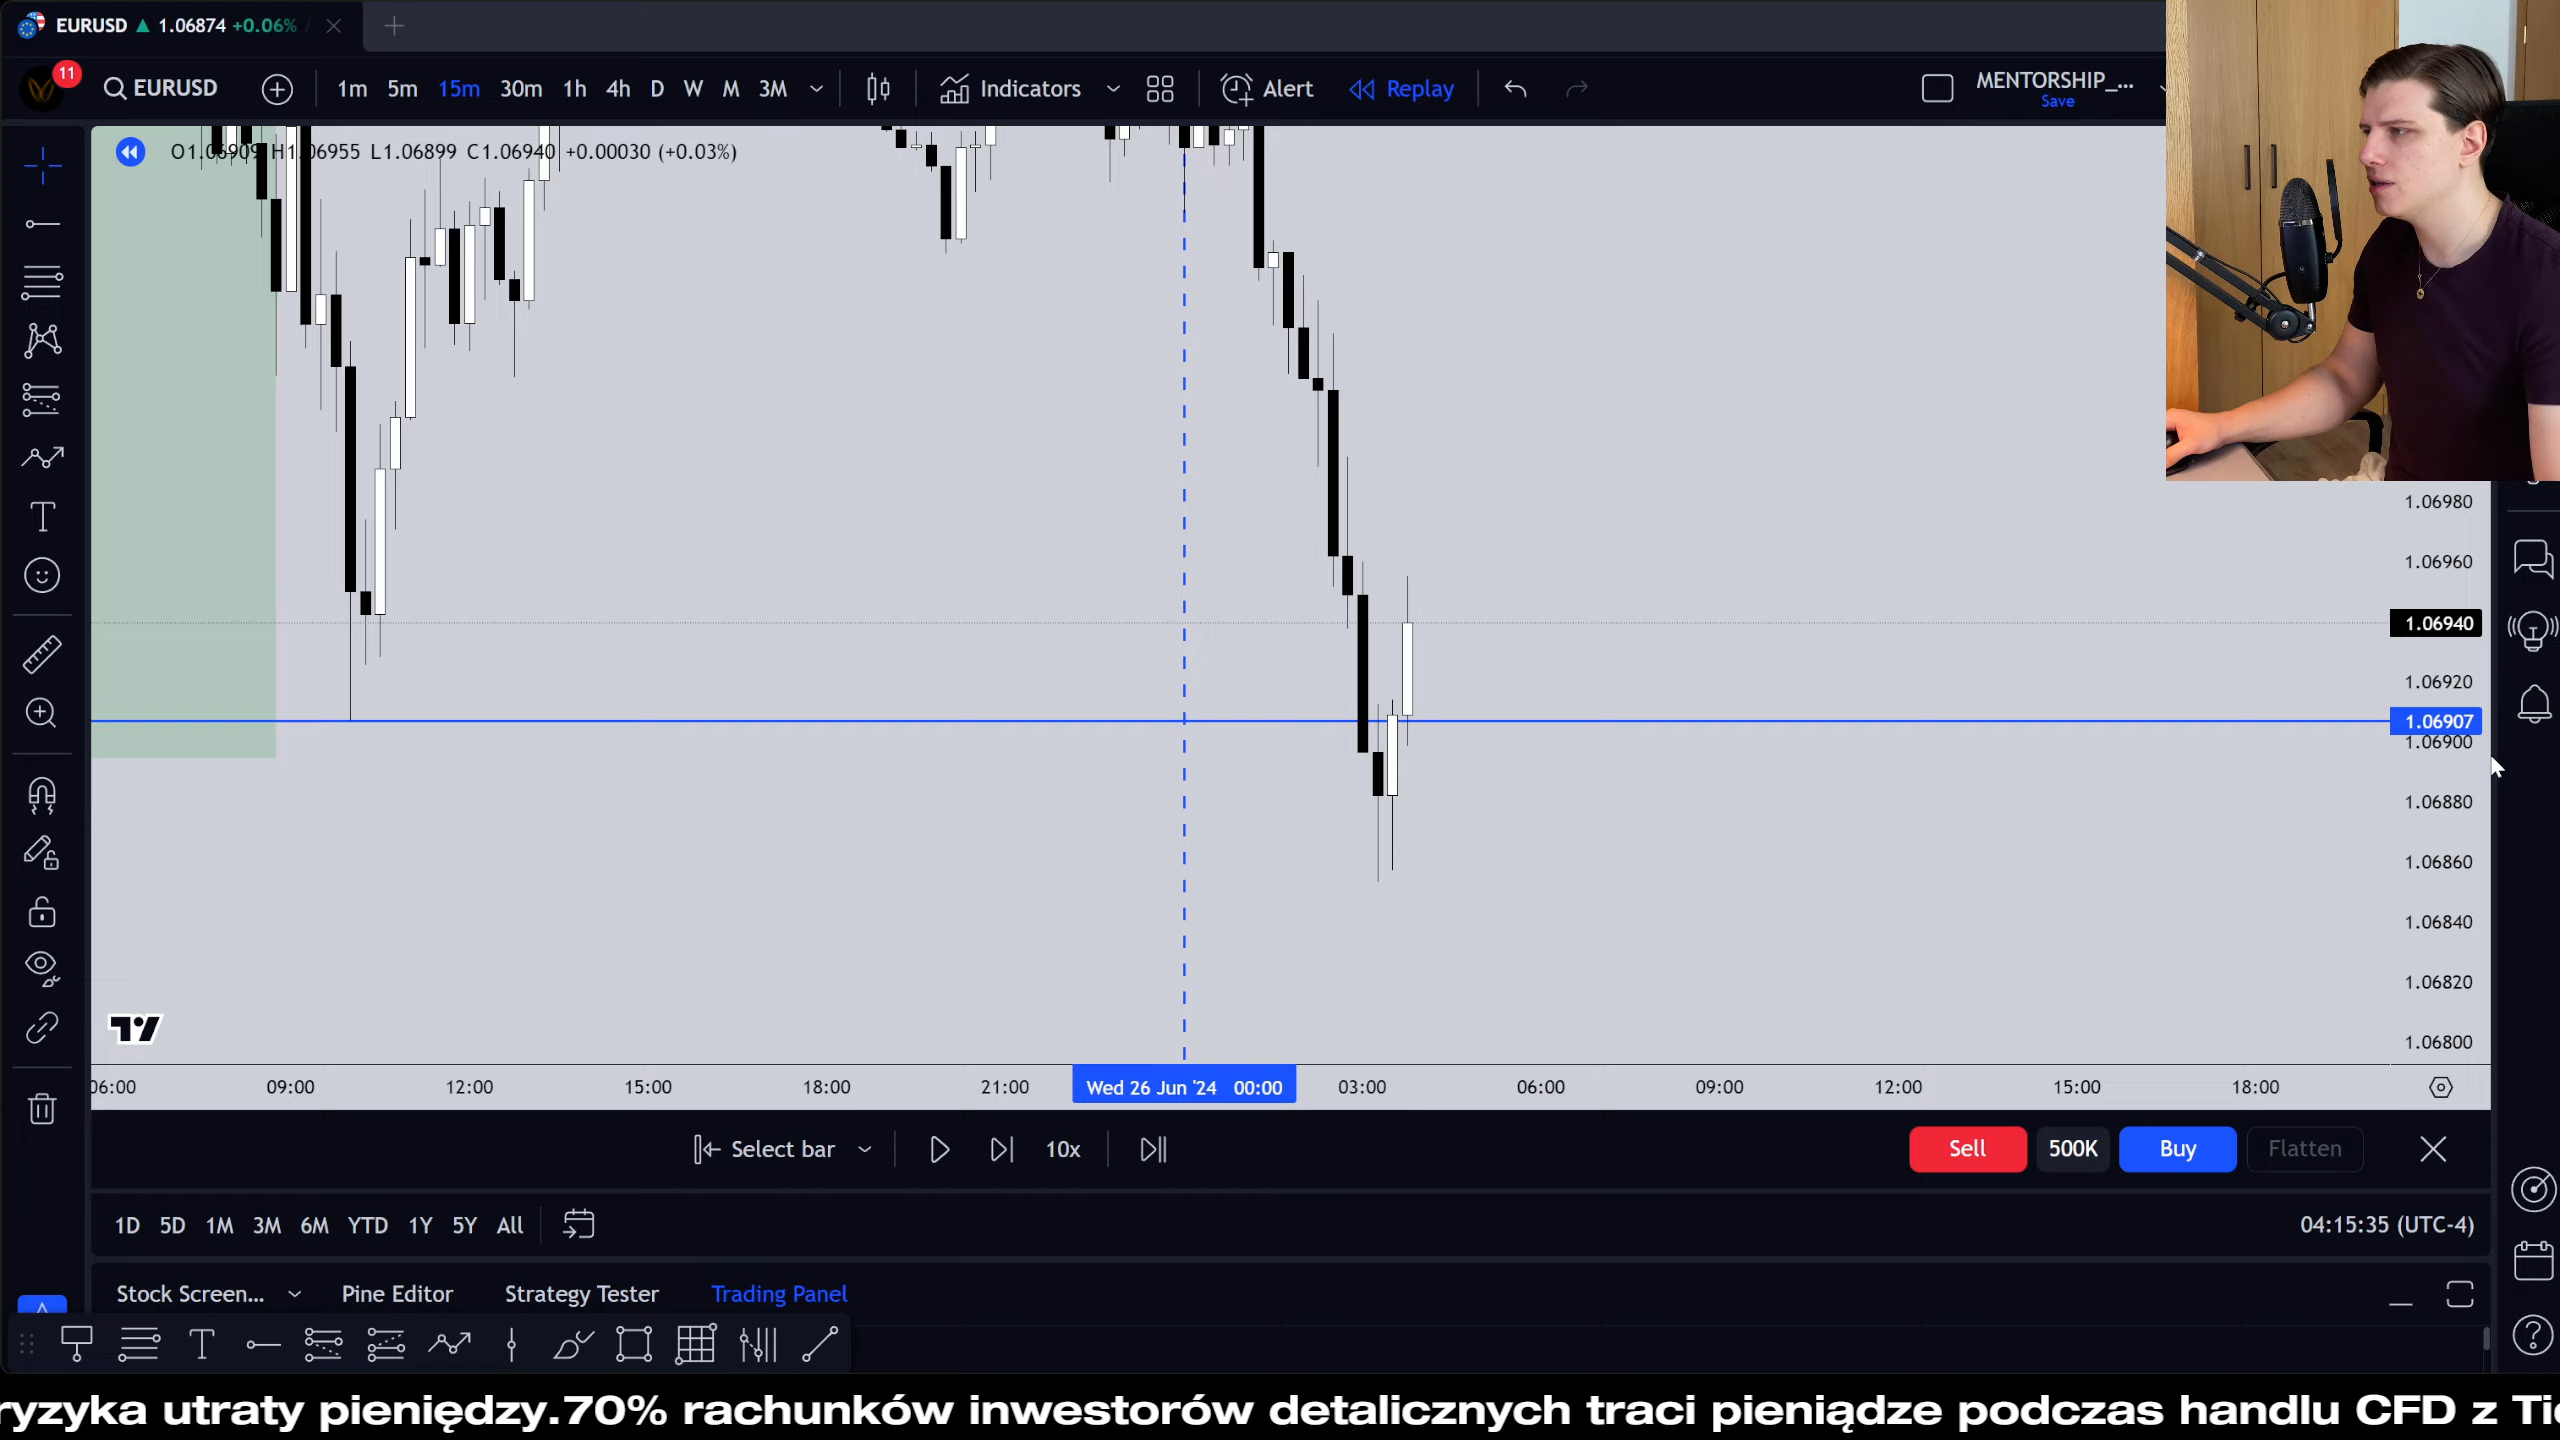 EURUSD 1.06874 +0.06%
11
EURUSD
1m 5m 15m 30m 1h 4h D W M 3M
Indicators
Alert
Replay
MENTORSHIP_...
Save
O1.06909 H1.06955 L1.06899 C1.06940 +0.00030 (+0.03%)
1.06980
1.06960
1.06940
1.06920
1.06907
1.06900
1.06880
1.06860
1.06840
1.06820
1.06800
06:00 09:00 12:00 15:00 18:00 21:00 Wed 26 Jun '24 00:00 03:00 06:00 09:00 12:00 15:00 18:00
Select bar
10x
Sell 500K Buy Flatten
1D 5D 1M 3M 6M YTD 1Y 5Y All
04:15:35 (UTC-4)
Stock Screen... Pine Editor Strategy Tester Trading Panel
ryzyka utraty pieniędzy.70% rachunków inwestorów detalicznych traci pieniądze podczas handlu CFD z